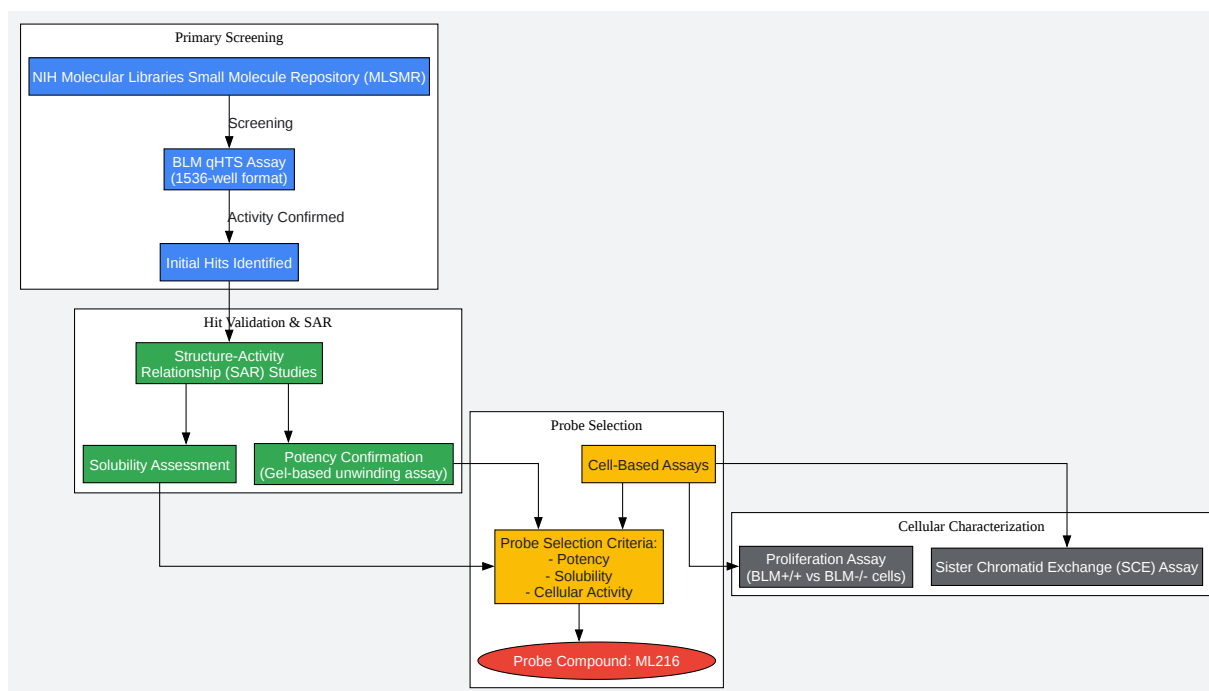 Primary Screening
NIH Molecular Libraries Small Molecule Repository (MLSMR)
Screening
BLM qHTS Assay
(1536-well format)
Activity Confirmed
Initial Hits Identified
Hit Validation & SAR
Structure-Activity
Relationship (SAR) Studies
Solubility Assessment
Potency Confirmation
(Gel-based unwinding assay)
Probe Selection
Cell-Based Assays
Probe Selection Criteria:
- Potency
- Solubility
- Cellular Activity
Probe Compound: ML216
Cellular Characterization
Proliferation Assay
(BLM+/+ vs BLM-/- cells)
Sister Chromatid Exchange (SCE) Assay